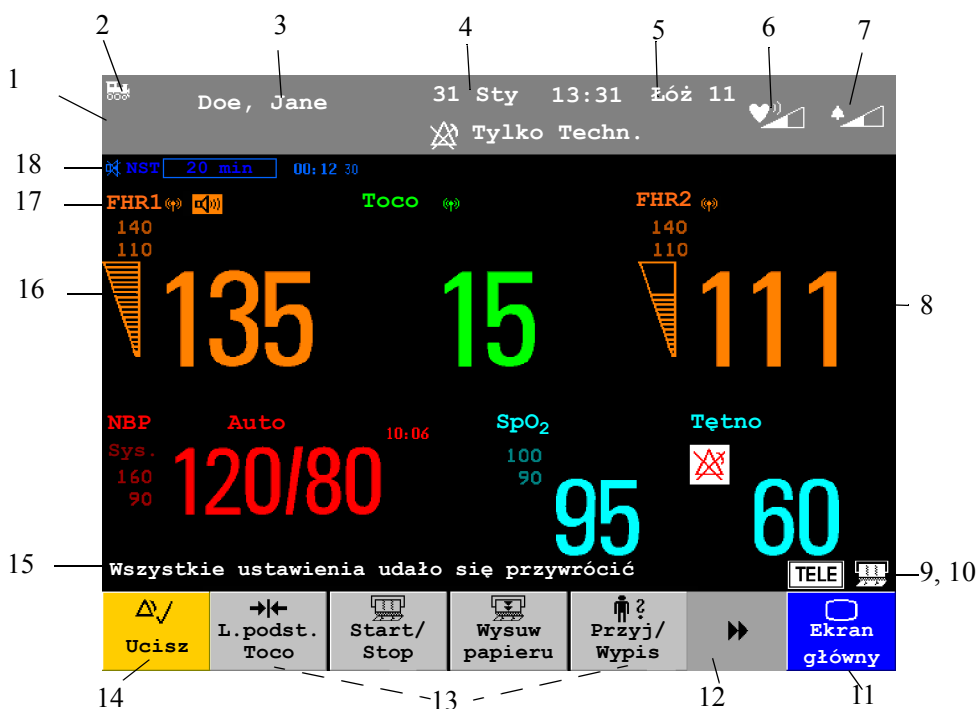 2 3 4 5 6 7
1
Doe, Jane 31 Sty 13:31 Łóż 11
Tylko Techn.
18 NST 20 min 00:12 30
17 FHR1 Toco FHR2
140 140
110 110
16 135 15 111 8
NBP Auto 10:06 SpO2 Tętno
Sys. 100
160 90
90
120/80 95 60
15 Wszystkie ustawienia udało się przywrócić TELE 9, 10
Ucisz L.podst. Start/ Wysuw Przyj/ Ekran
Toco Stop papieru Wypis główny
14 13 12 11